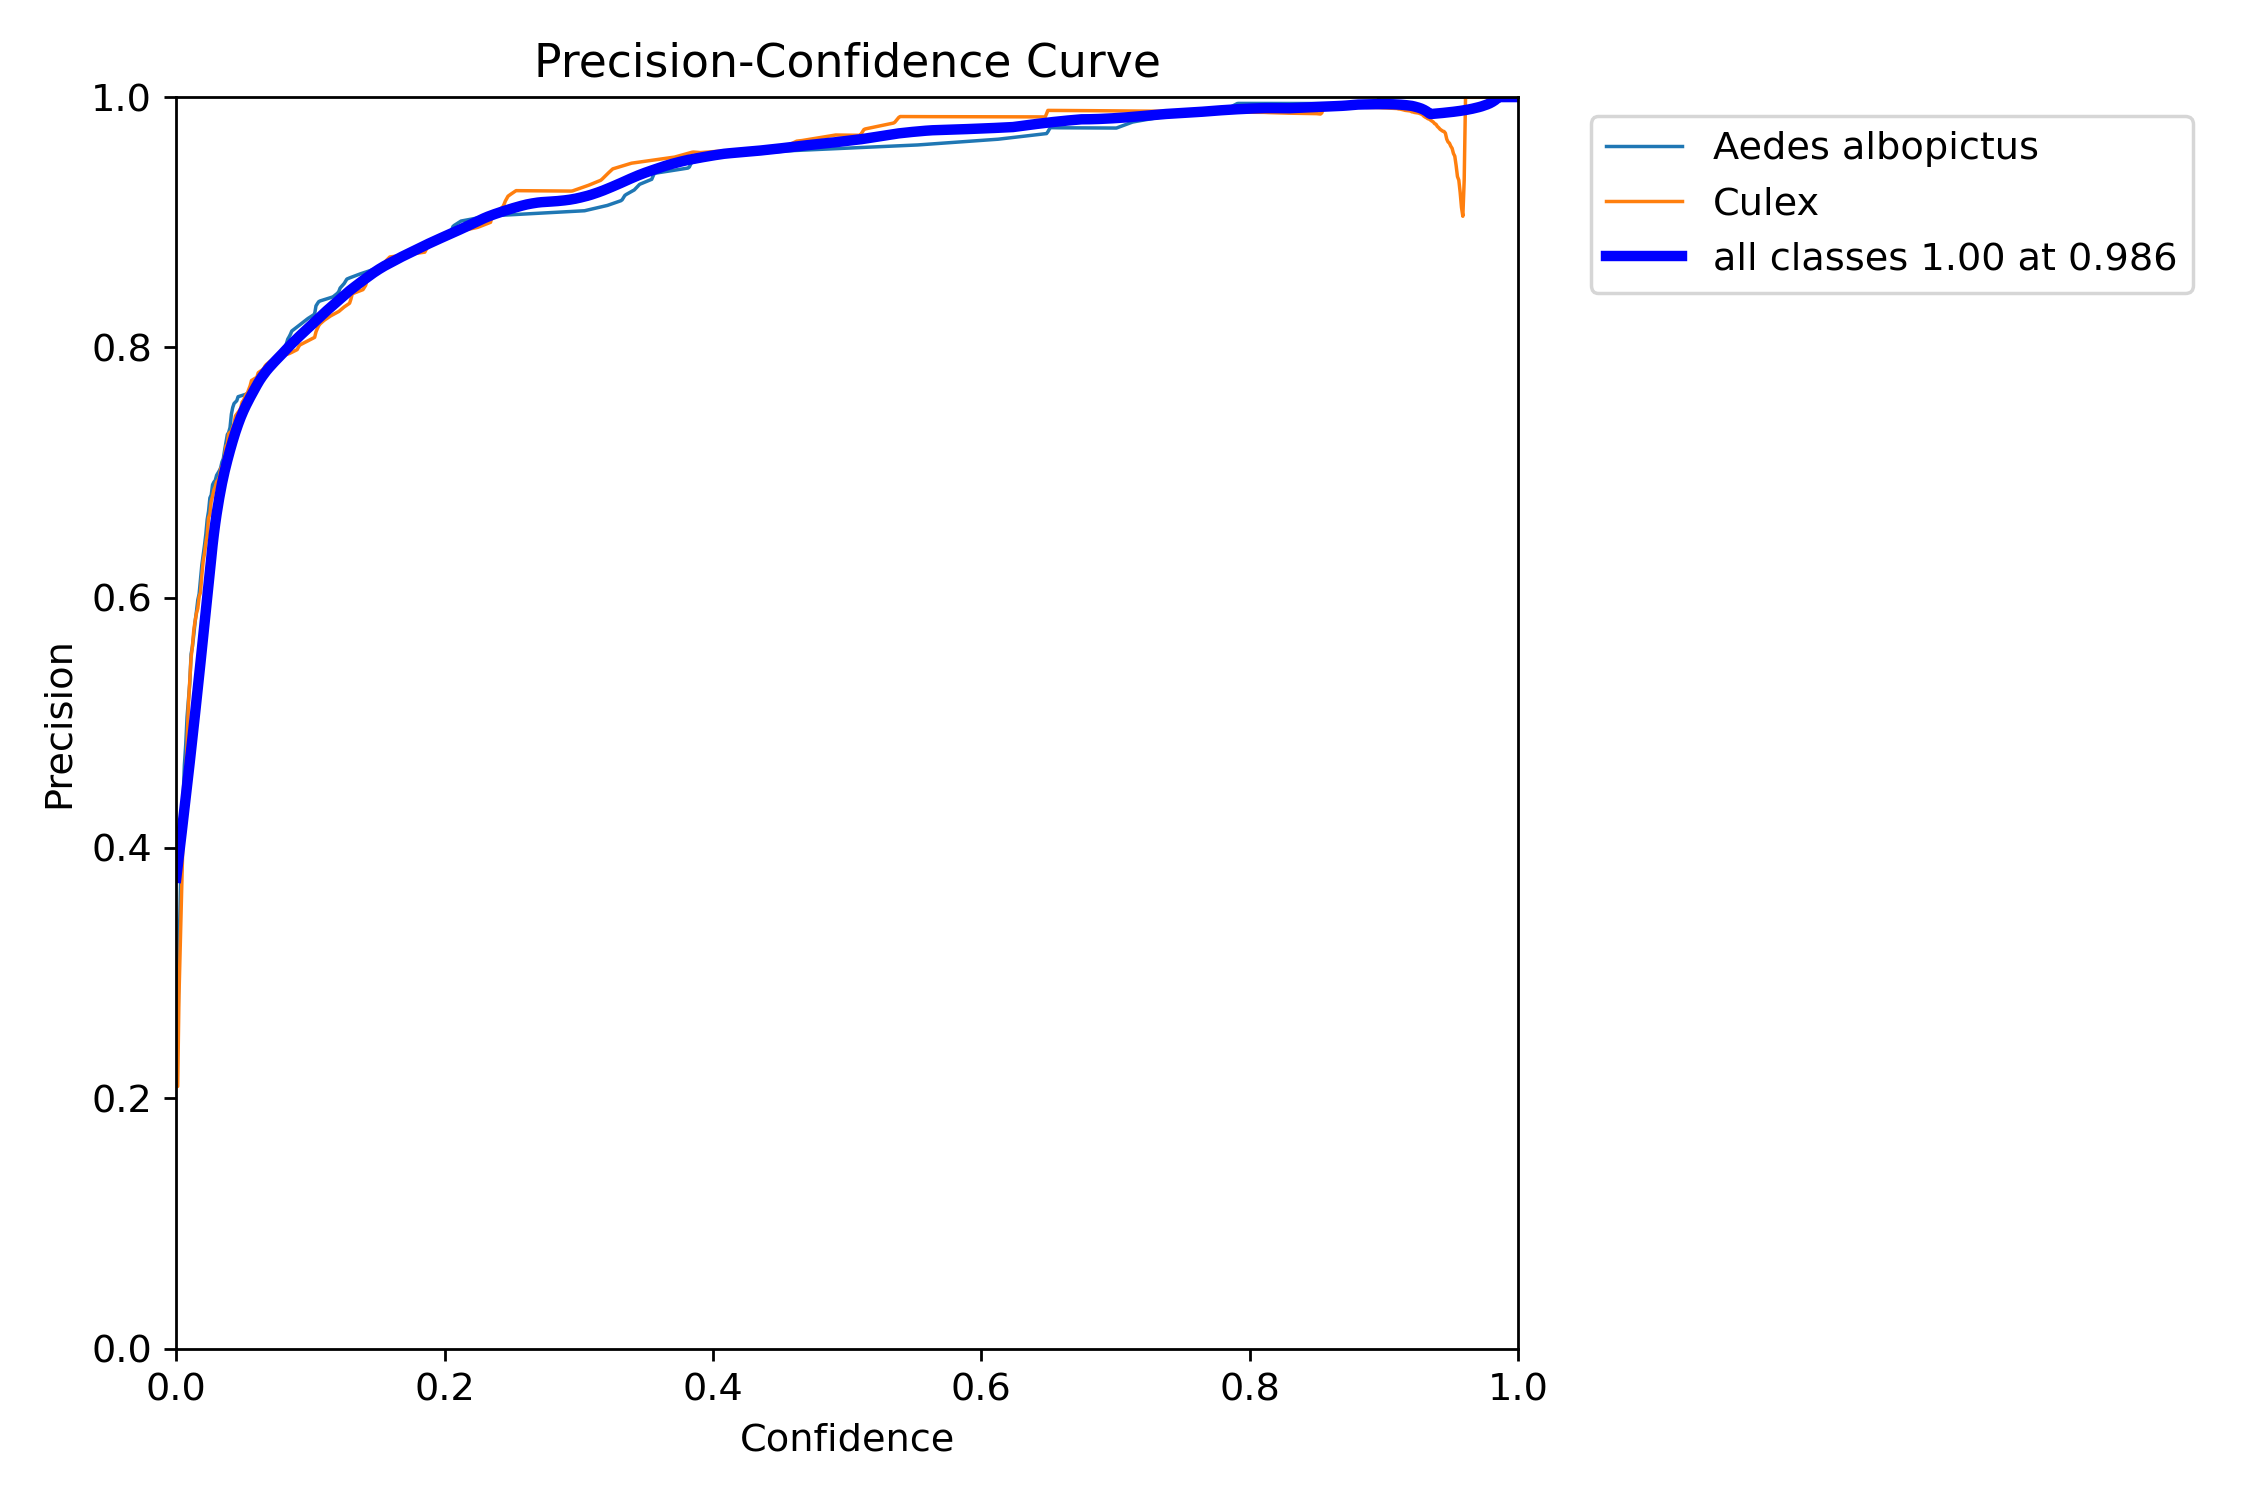 Precision-Confidence Curve
1.0
0.8
0.6
0.4
0.2
0.0
Precision
0.0 0.2 0.4 0.6 0.8 1.0
Confidence
Aedes albopictus
Culex
all classes 1.00 at 0.986